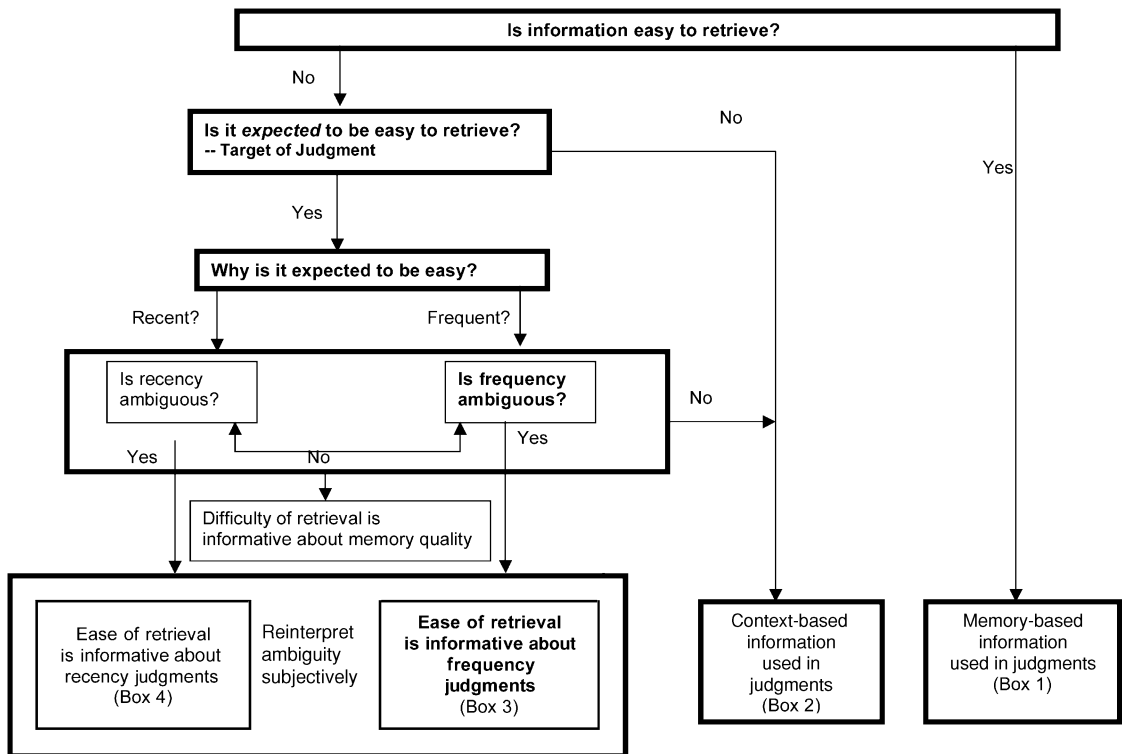 Is information easy to retrieve?
No
Is it expected to be easy to retrieve?
-- Target of Judgment
No
Yes
Yes
Why is it expected to be easy?
Recent?
Frequent?
Is recency
ambiguous?
Is frequency
ambiguous?
No
Yes
No
Yes
Difficulty of retrieval is
informative about memory quality
Ease of retrieval
is informative about
recency judgments
(Box 4)
Reinterpret
ambiguity
subjectively
Ease of retrieval
is informative about
frequency
judgments
(Box 3)
Context-based
information
used in
judgments
(Box 2)
Memory-based
information
used in judgments
(Box 1)